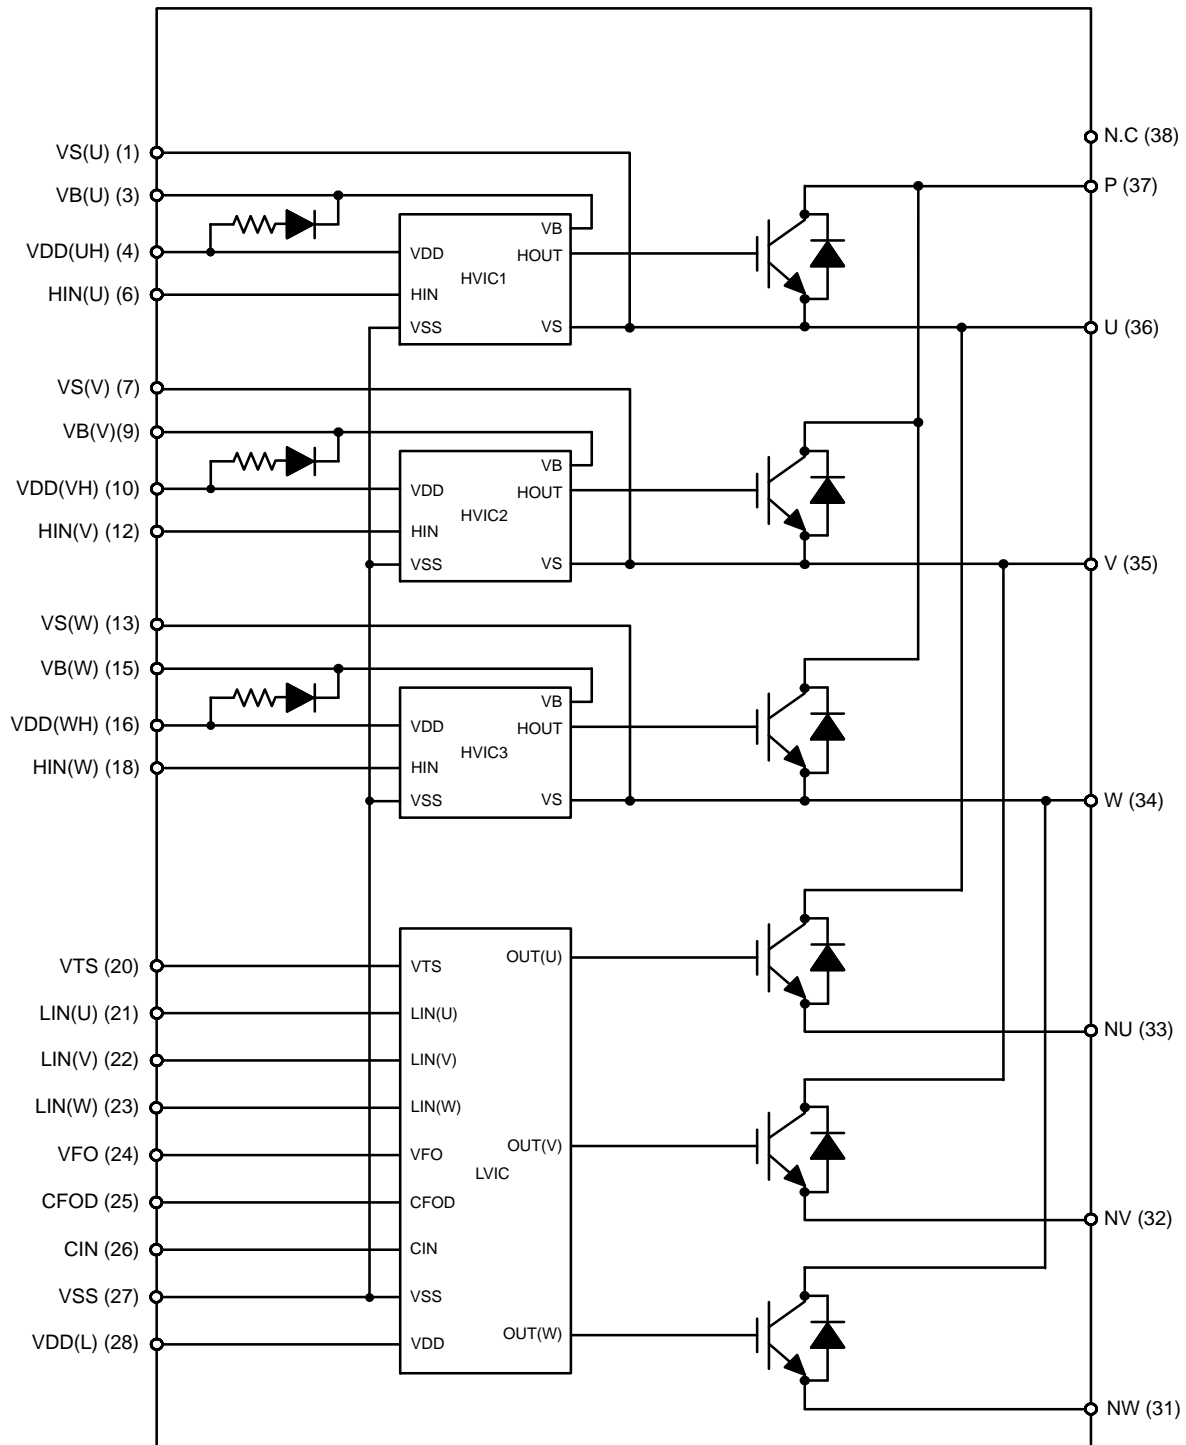 N.C (38)
VS(U) (1)
VB(U) (3)
P (37)
VB
VDD(UH) (4)
VDD
HOUT
HVIC1
HIN(U) (6)
HIN
VSS
VS
U (36)
VS(V) (7)
VB(V)(9)
VB
VDD(VH) (10)
VDD
HOUT
HVIC2
HIN(V) (12)
HIN
VSS
VS
V (35)
VS(W) (13)
VB(W) (15)
VB
VDD(WH) (16)
VDD
HOUT
HVIC3
HIN(W) (18)
HIN
VSS
VS
W (34)
VTS (20)
VTS
OUT(U)
LIN(U) (21)
LIN(U)
NU (33)
LIN(V) (22)
LIN(V)
LIN(W) (23)
LIN(W)
VFO (24)
VFO
OUT(V)
LVIC
CFOD (25)
CFOD
NV (32)
CIN (26)
CIN
VSS (27)
VSS
VDD(L) (28)
VDD
OUT(W)
NW (31)